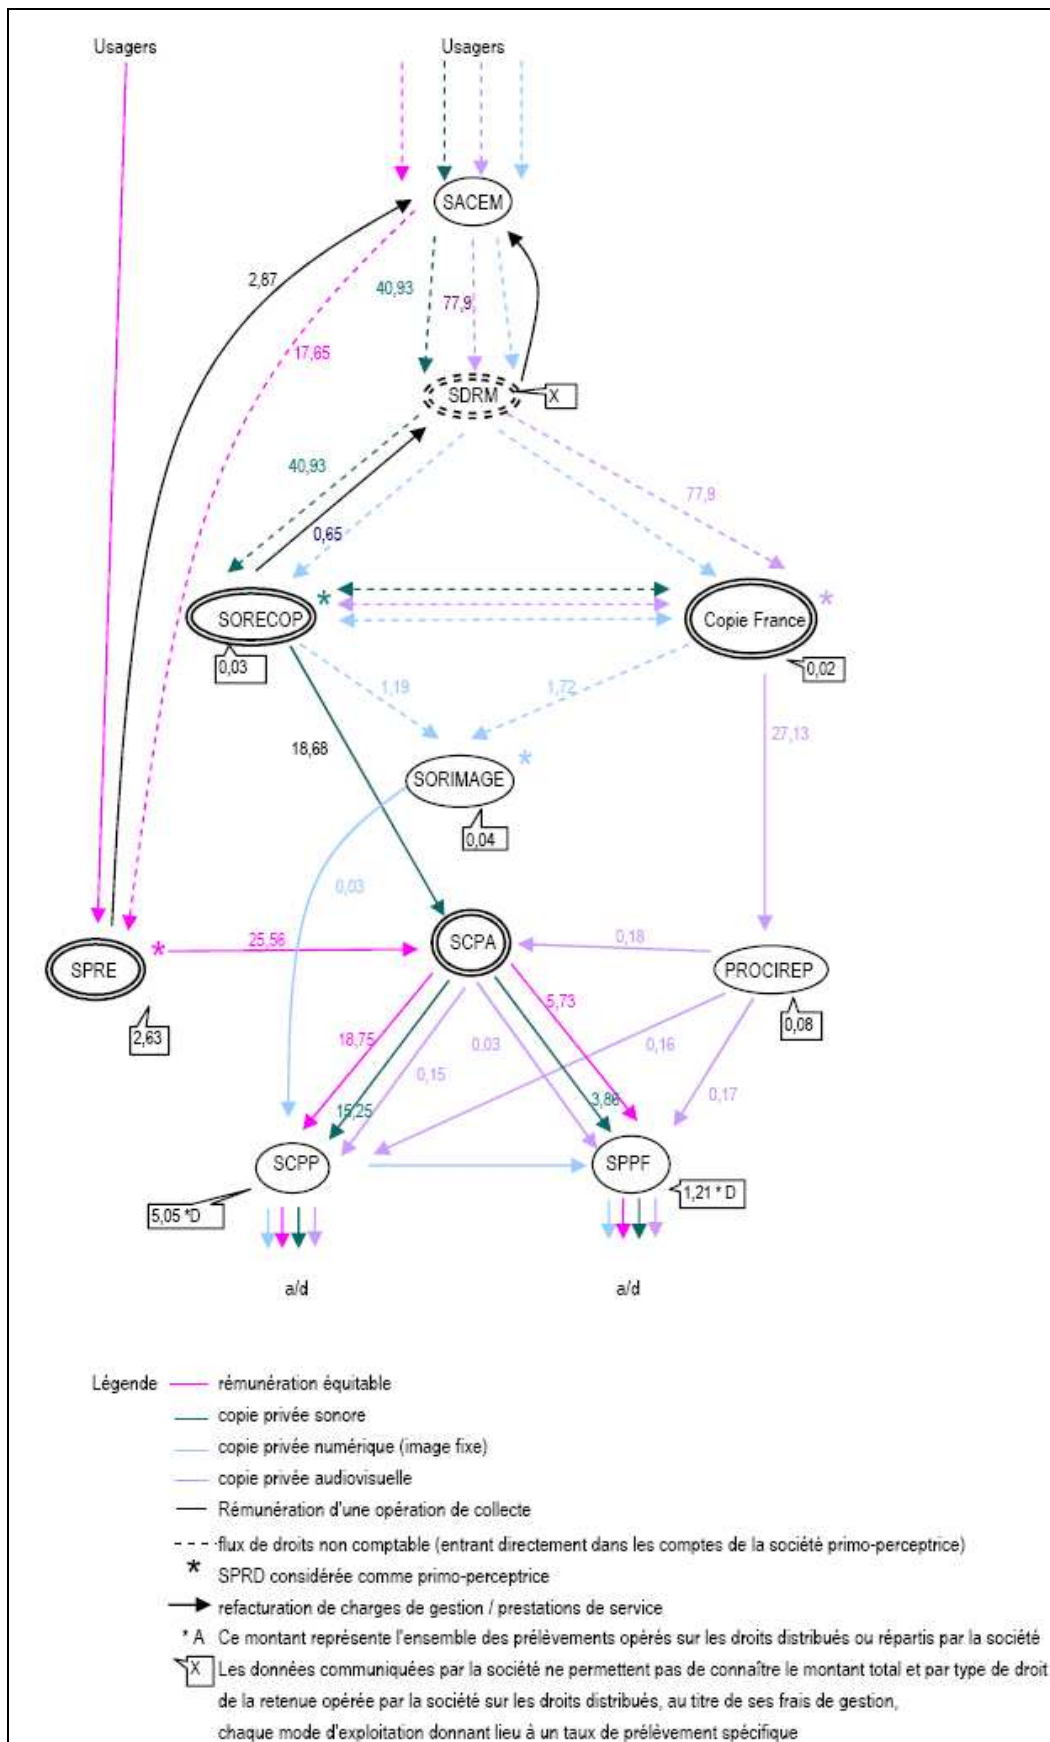 Usagers
Usagers
SACEM
2,87
40,93
77,9
17,65
SDRM
X
40,93
77,9
0,65
SORECOP
Copie France
0,03
0,02
1,19
1,72
27,13
18,68
SORIMAGE
0,04
0,03
SCPA
25,56
0,18
SPRE
PROCIREP
5,73
2,63
0,08
18,75
0,03
0,16
0,15
0,17
15,25
3,86
SCPP
SPPF
5,05 *D
1,21 * D
a/d
a/d
Légende
rémunération équitable
copie privée sonore
copie privée numérique (image fixe)
copie privée audiovisuelle
Rémunération d'une opération de collecte
flux de droits non comptable (entrant directement dans les comptes de la société primo-perceptrice)
* SPRD considérée comme primo-perceptrice
refacturation de charges de gestion / prestations de service
* A Ce montant représente l'ensemble des prélèvements opérés sur les droits distribués ou répartis par la société
X Les données communiquées par la société ne permettent pas de connaître le montant total et par type de droit
de la retenue opérée par la société sur les droits distribués, au titre de ses frais de gestion,
chaque mode d'exploitation donnant lieu à un taux de prélèvement spécifique